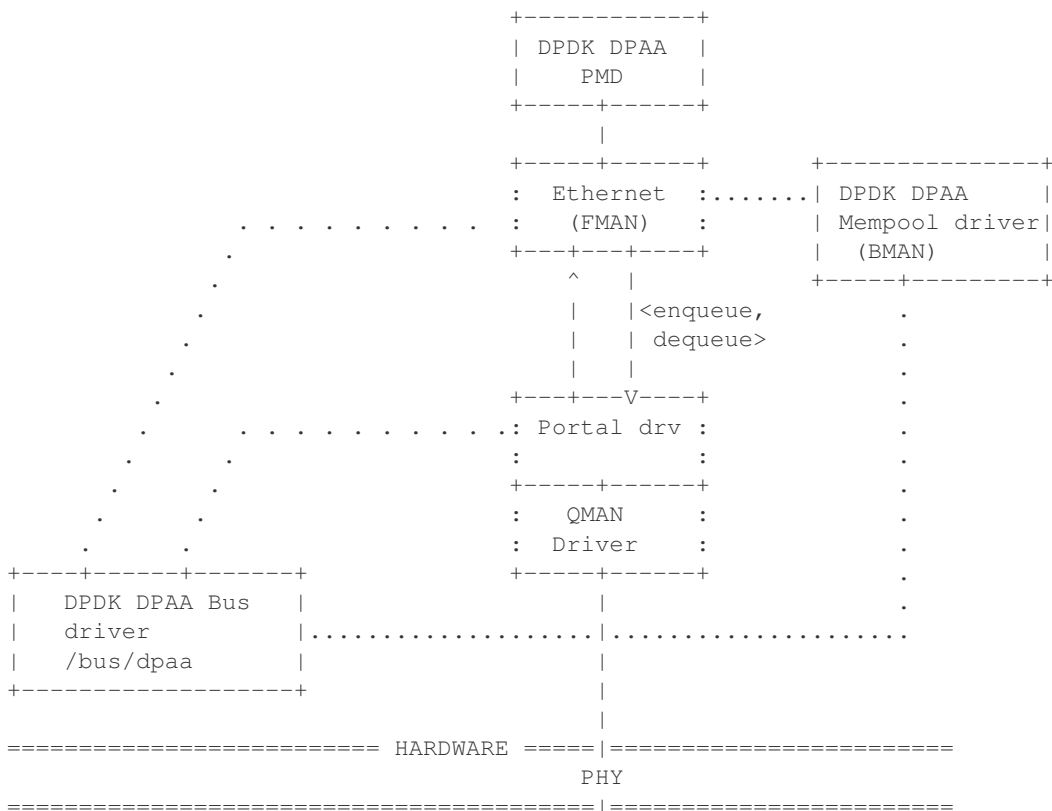 DPDK DPAA
PMD
Ethernet
DPDK DPAA
(FMAN)
Mempool driver
(BMAN)
<enqueue,
dequeue>
Portal drv
QMAN
Driver
DPDK DPAA Bus
driver
/bus/dpaa
HARDWARE
PHY